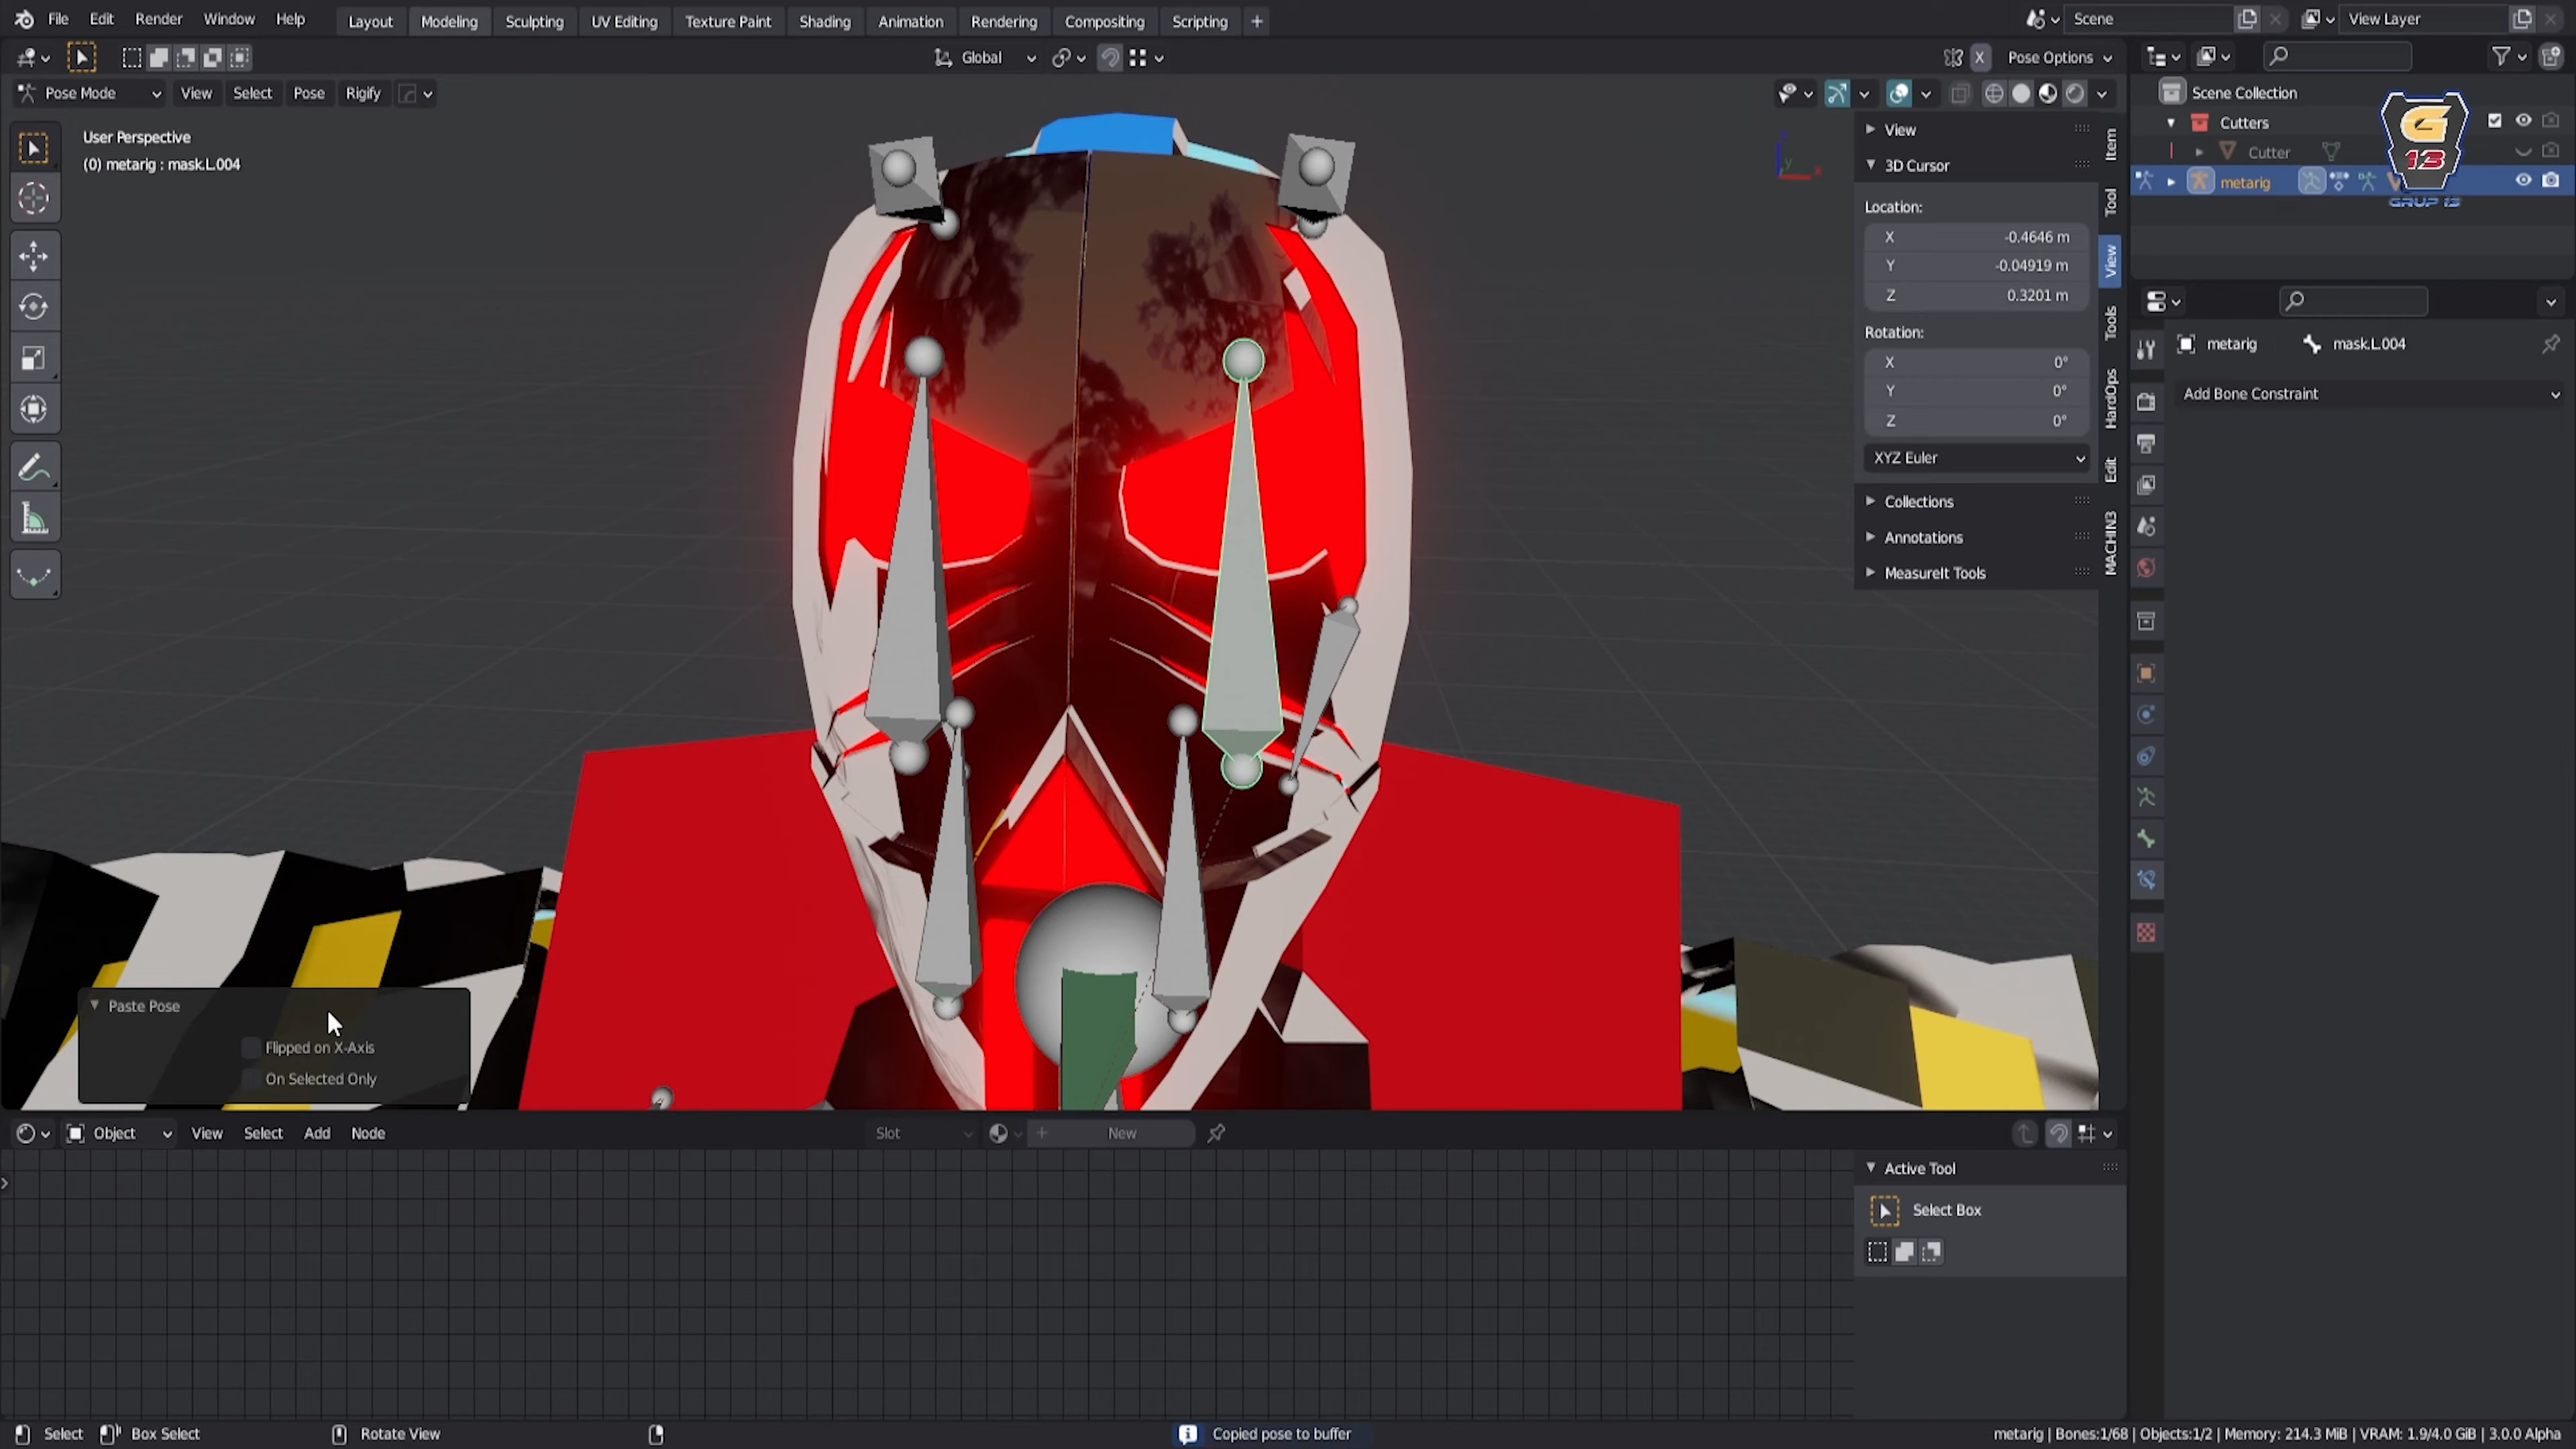 File Edit Render Window Help Layout Modeling Sculpting UV Editing Texture Paint Shading Animation Rendering Compositing Scripting + Scene View Layer
Global X Pose Options
Pose Mode View Select Pose Rigify
User Perspective
(0) metarig : mask.L.004
View
3D Cursor
Location:
X -0.4646 m
Y -0.04919 m
Z 0.3201 m
Rotation:
X 0°
Y 0°
Z 0°
XYZ Euler
Collections
Annotations
MeasureIt Tools
Item
Tool
View
Tools
HardOps
Edit
MACHIN3
Scene Collection
Cutters
Cutter
metarig
G
13
GRUP 13
metarig mask.L.004
Add Bone Constraint
Paste Pose
Flipped on X-Axis
On Selected Only
Object View Select Add Node Slot New
Active Tool
Select Box
Select Box Select Rotate View Copied pose to buffer metarig | Bones:1/68 | Objects:1/2 | Memory: 214.3 MiB | VRAM: 1.9/4.0 GiB | 3.0.0 Alpha